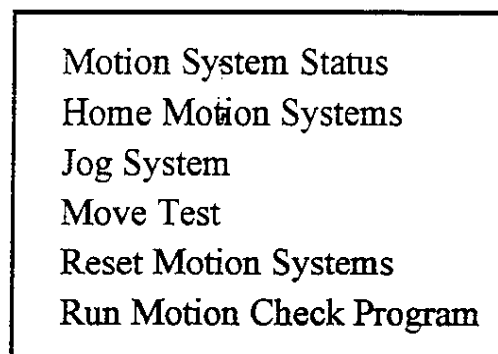 Motion System Status
Home Motion Systems
Jog System
Move Test
Reset Motion Systems
Run Motion Check Program